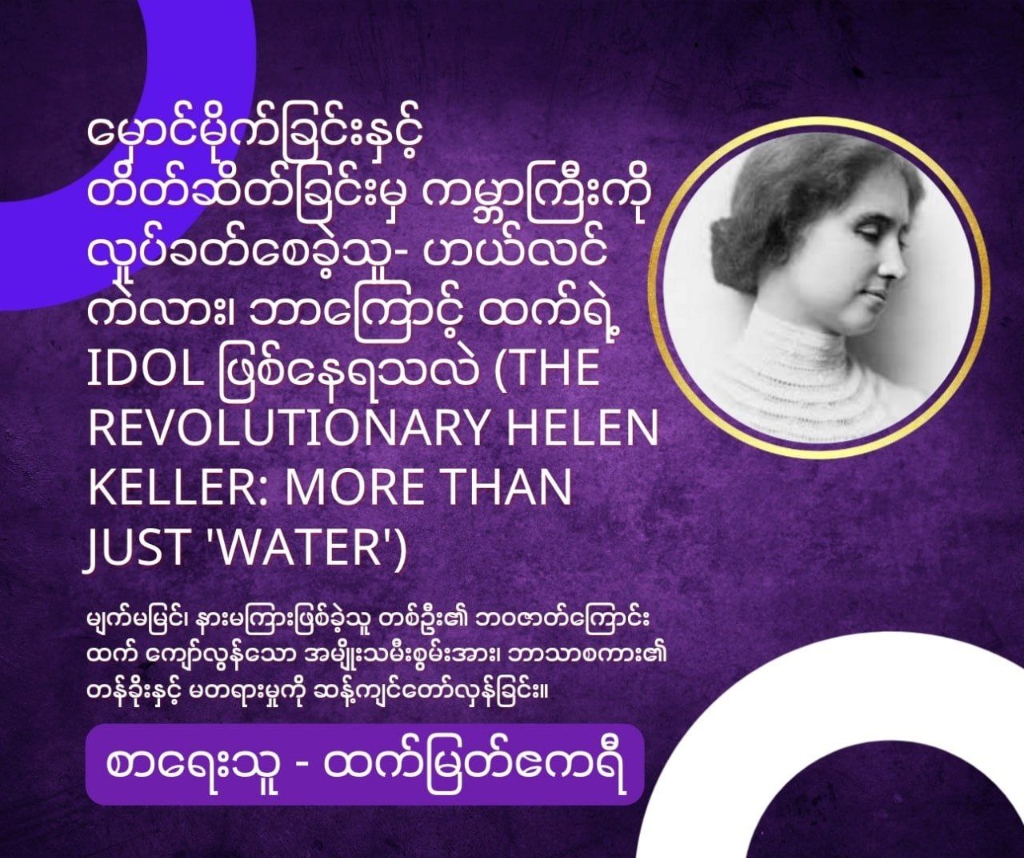 မှောင်မိုက်ခြင်းနှင့်
တိတ်ဆိတ်ခြင်းမှ ကမ္ဘာကြီးကို
လှုပ်ခတ်စေခဲ့သူ- ဟယ်လင်
ကဲလား၊ ဘာကြောင့် ထက်ရဲ့
IDOL ဖြစ်နေရသလဲ (THE
REVOLUTIONARY HELEN
KELLER: MORE THAN
JUST 'WATER')
မျက်မမြင်၊ နားမကြားဖြစ်ခဲ့သူ တစ်ဦး၏ ဘဝဇာတ်ကြောင်း
ထက် ကျော်လွန်သော အမျိုးသမီးစွမ်းအား၊ ဘာသာစကား၏
တန်ခိုးနှင့် မတရားမှုကို ဆန့်ကျင်တော်လှန်ခြင်း။
စာရေးသူ - ထက်မြတ်ဧကရီ